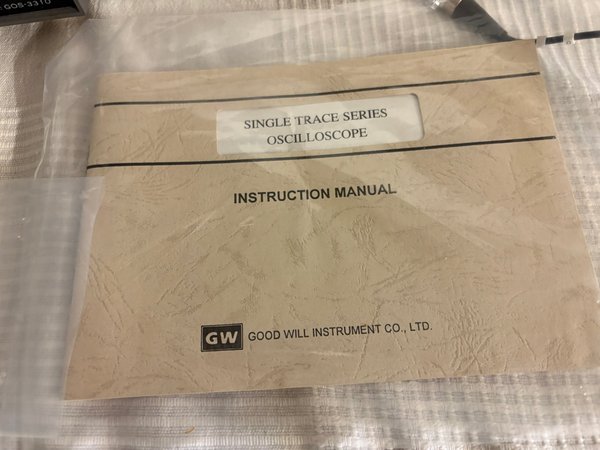 GOS-3310
SINGLE TRACE SERIES
OSCILLOSCOPE
INSTRUCTION MANUAL
GW GOOD WILL INSTRUMENT CO., LTD.